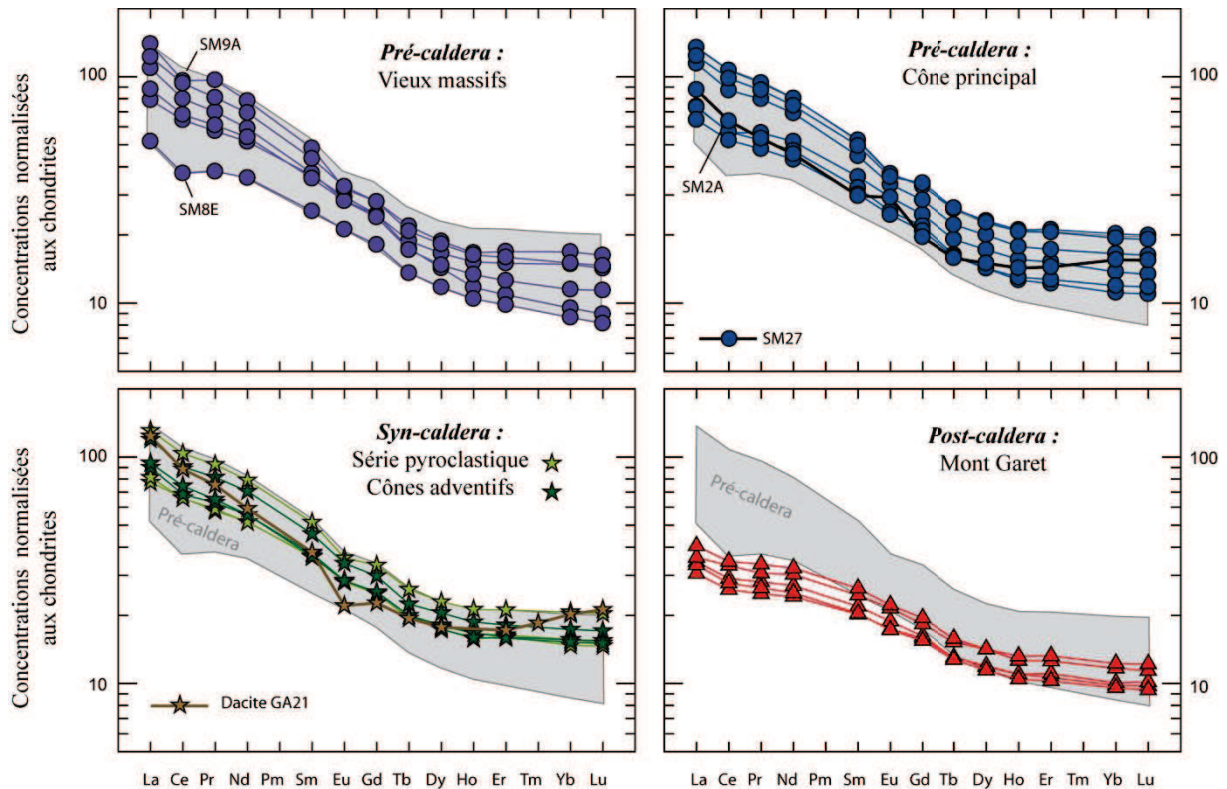 Concentrations normalisées
aux chondrites
100
10
SM9A
SM8E
Pré-caldera :
Vieux massifs
Pré-caldera :
Cône principal
SM2A
SM27
100
10
Concentrations normalisées
aux chondrites
100
10
Syn-caldera :
Série pyroclastique
Cônes adventifs
Pré-caldera
Dacite GA21
Post-caldera :
Mont Garet
Pré-caldera
100
10
La Ce Pr Nd Pm Sm Eu Gd Tb Dy Ho Er Tm Yb Lu
La Ce Pr Nd Pm Sm Eu Gd Tb Dy Ho Er Tm Yb Lu